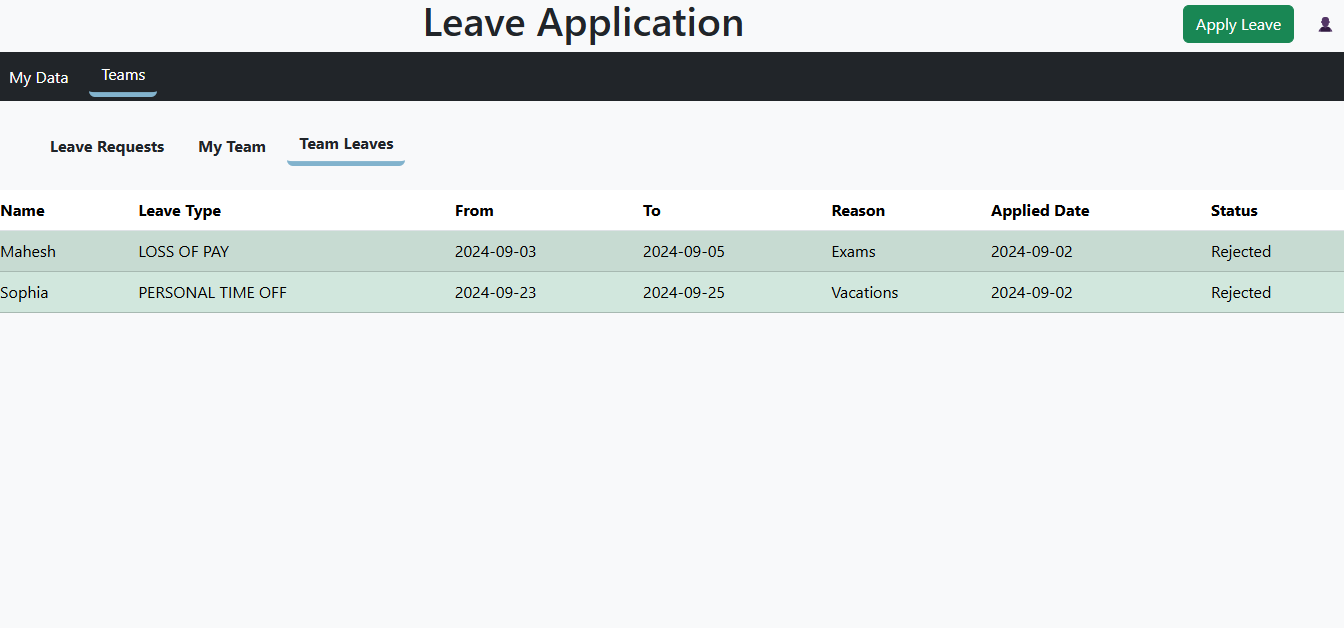 Leave Application
Apply Leave
My Data Teams
Leave Requests My Team Team Leaves
Name Leave Type From To Reason Applied Date Status
Mahesh LOSS OF PAY 2024-09-03 2024-09-05 Exams 2024-09-02 Rejected
Sophia PERSONAL TIME OFF 2024-09-23 2024-09-25 Vacations 2024-09-02 Rejected